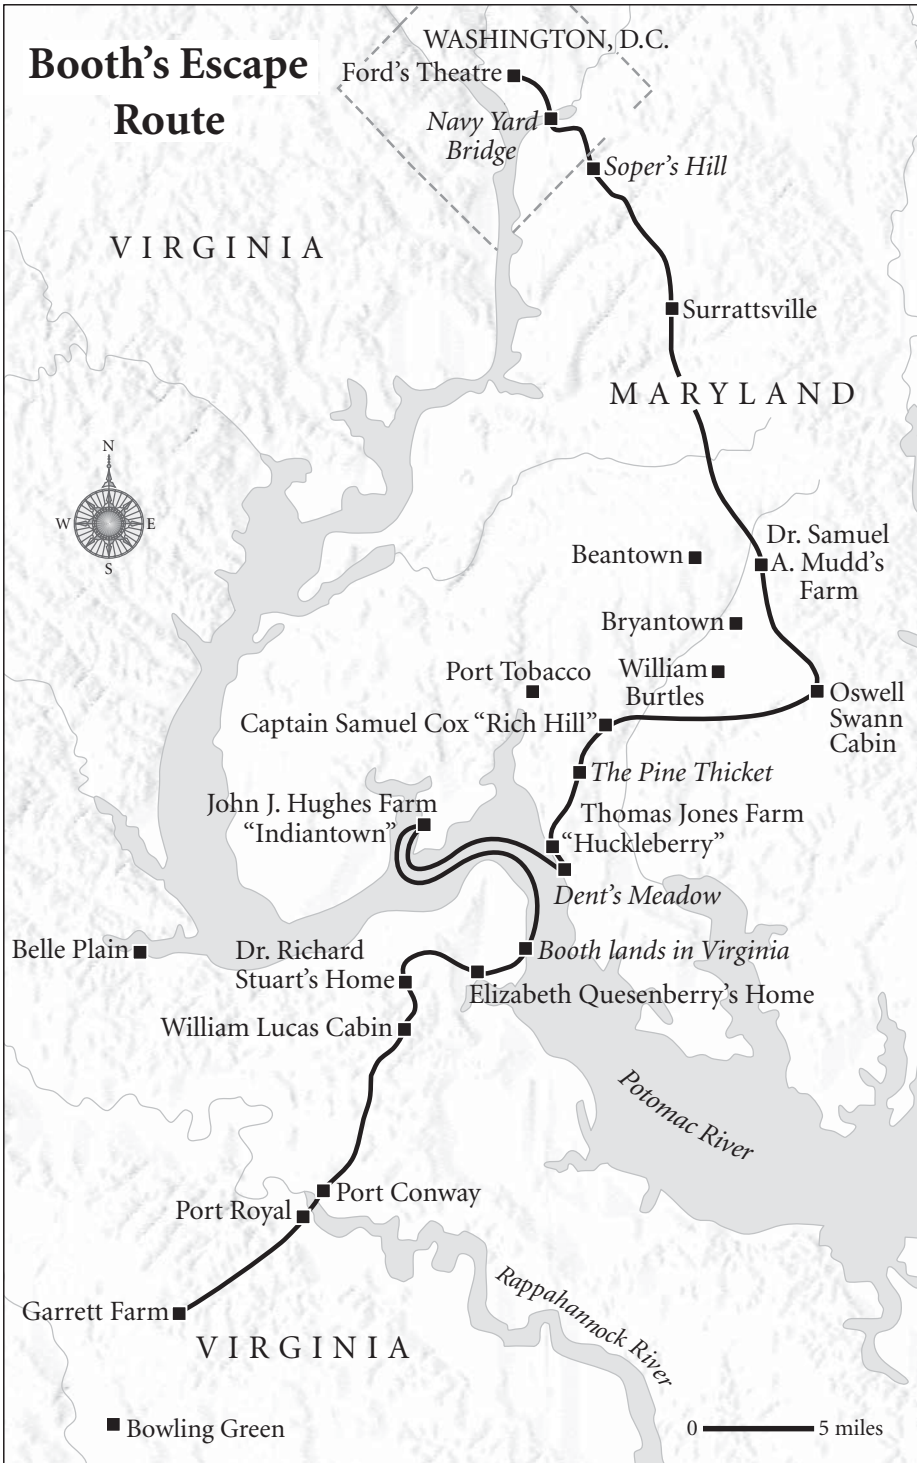 Booth's Escape
Route
WASHINGTON, D.C.
Ford's Theatre
Navy Yard
Bridge
Soper's Hill
VIRGINIA
Surrattsville
MARYLAND
N
W
E
S
Dr. Samuel
A. Mudd's
Farm
Beantown
Bryantown
Port Tobacco
William
Burtles
Oswell
Swann
Cabin
Captain Samuel Cox “Rich Hill”
The Pine Thicket
John J. Hughes Farm
“Indiantown”
Thomas Jones Farm
“Huckleberry”
Dent's Meadow
Belle Plain
Dr. Richard
Stuart's Home
Booth lands in Virginia
Elizabeth Quesenberry's Home
William Lucas Cabin
Potomac River
Port Conway
Port Royal
Rappahannock River
Garrett Farm
VIRGINIA
Bowling Green
0 5 miles